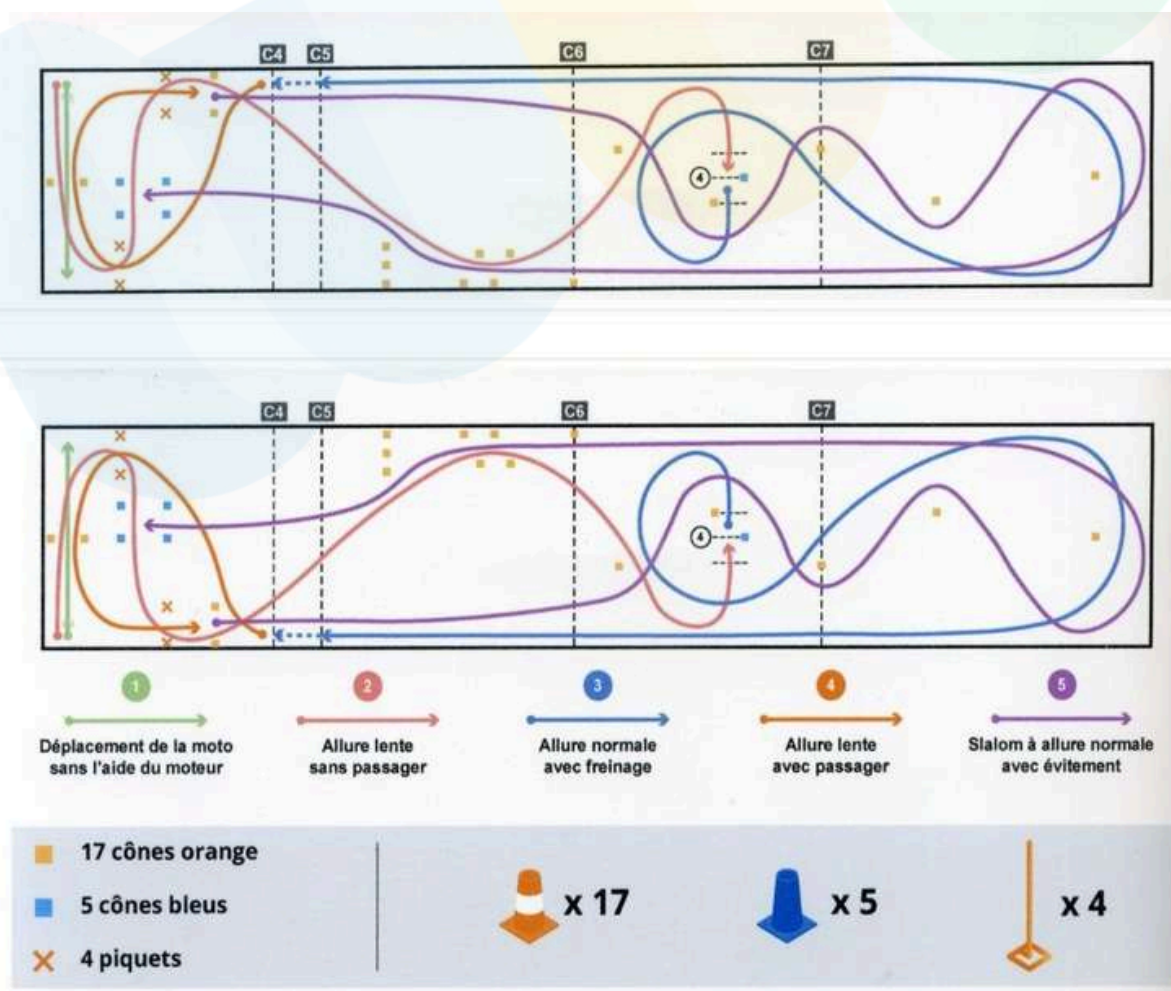 C4 C5 C6 C7
4
C4 C5 C6 C7
4
1 2 3 4 5
Déplacement de la moto
sans l'aide du moteur
Allure lente
sans passager
Allure normale
avec freinage
Allure lente
avec passager
Slalom à allure normale
avec évitement
17 cônes orange
5 cônes bleus
4 piquets
x 17
x 5
x 4